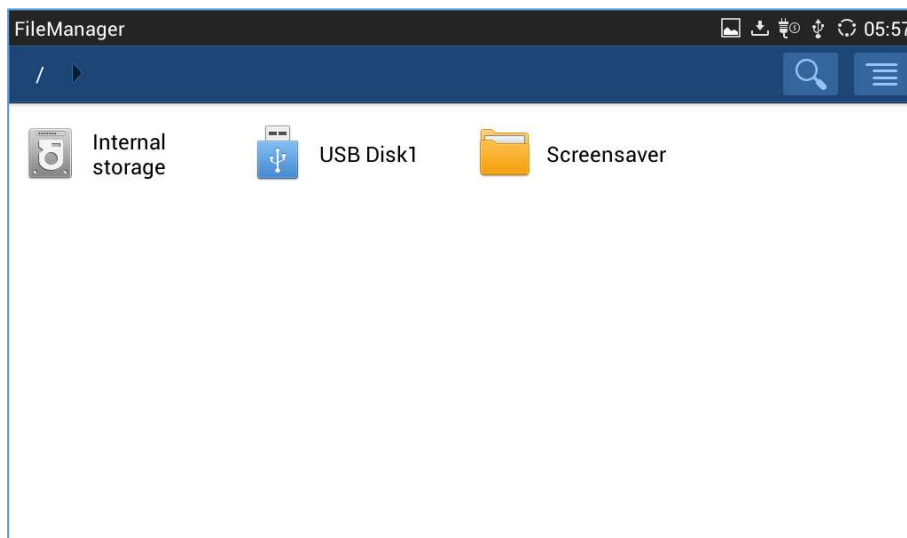 FileManager 05:57
/
Internal
storage
USB Disk1
Screensaver